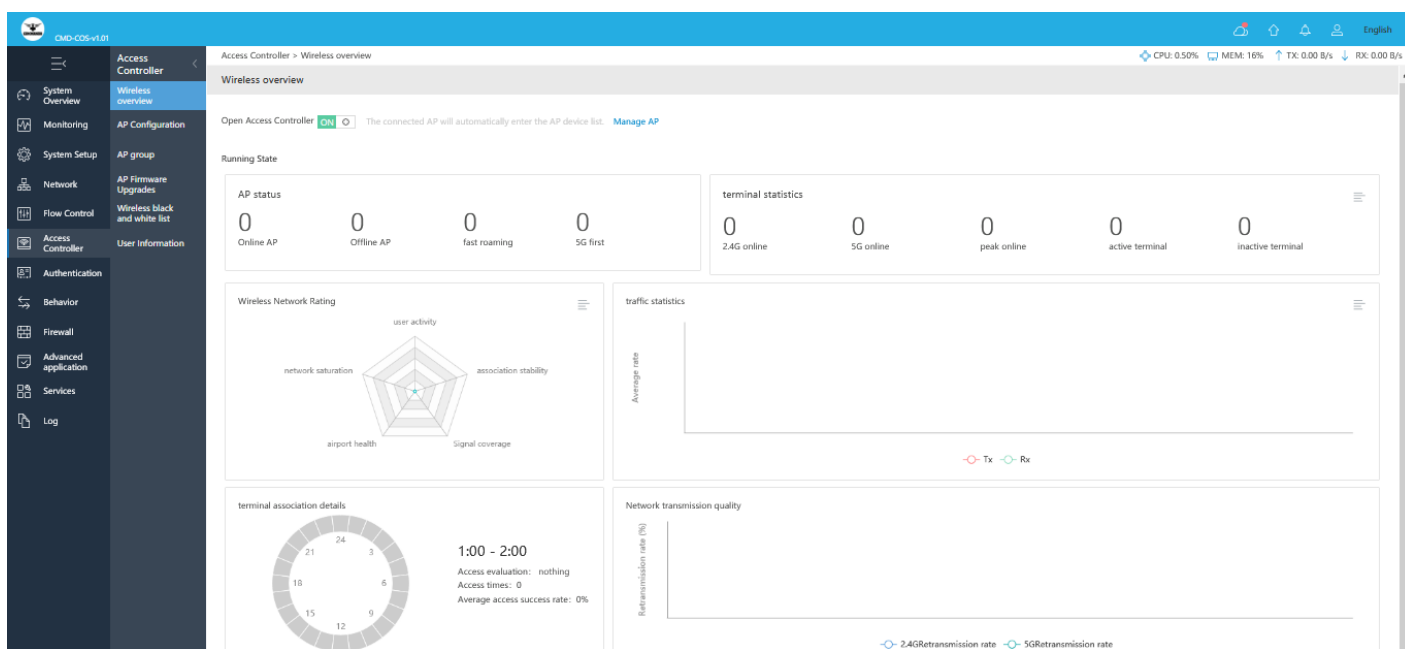 CMD-COS-v1.01
English
Access Controller
Access Controller > Wireless overview
CPU: 0.50% MEM: 16% TX: 0.00 B/s RX: 0.00 B/s
System Overview
Monitoring
System Setup
Network
Flow Control
Access Controller
Authentication
Behavior
Firewall
Advanced application
Services
Log
Wireless overview
AP Configuration
AP group
AP Firmware Upgrades
Wireless black and white list
User Information
Wireless overview
Open Access Controller ON The connected AP will automatically enter the AP device list. Manage AP
Running State
AP status
0 0 0 0
Online AP Offline AP fast roaming 5G first
terminal statistics
0 0 0 0 0
2.4G online 5G online peak online active terminal inactive terminal
Wireless Network Rating
user activity
network saturation association stability
airport health Signal coverage
traffic statistics
Average rate
Tx Rx
terminal association details
24
21 3
18 6
15 9
12
1:00 - 2:00
Access evaluation: nothing
Access times: 0
Average access success rate: 0%
Network transmission quality
Retransmission rate (%)
2.4GRetransmission rate 5GRetransmission rate